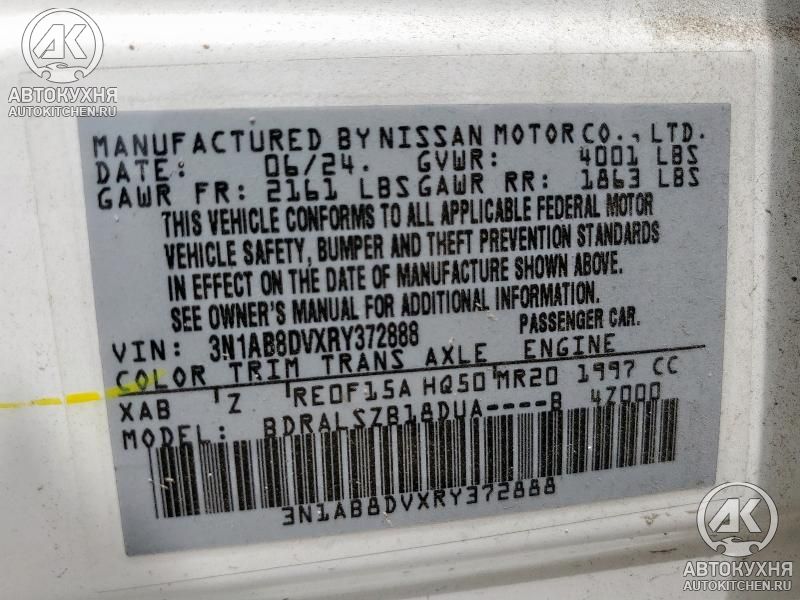 AK
АВТОКУХНЯ
AUTOKITCHEN.RU
MANUFACTURED BY NISSAN MOTOR CO., LTD.
DATE: 06/24. GVWR: 4001 LBS
GAWR FR: 2161 LBS GAWR RR: 1863 LBS
THIS VEHICLE CONFORMS TO ALL APPLICABLE FEDERAL MOTOR
VEHICLE SAFETY, BUMPER AND THEFT PREVENTION STANDARDS
IN EFFECT ON THE DATE OF MANUFACTURE SHOWN ABOVE.
SEE OWNER'S MANUAL FOR ADDITIONAL INFORMATION.
VIN: 3N1AB8DVXRY372888 PASSENGER CAR.
COLOR TRIM TRANS AXLE ENGINE
XAB Z RE0F15A HQ50 MR20 1997 CC
MODEL: BDRALSZB18DUA----B 4Z000
3N1AB8DVXRY372888
AK
АВТОКУХНЯ
AUTOKITCHEN.RU